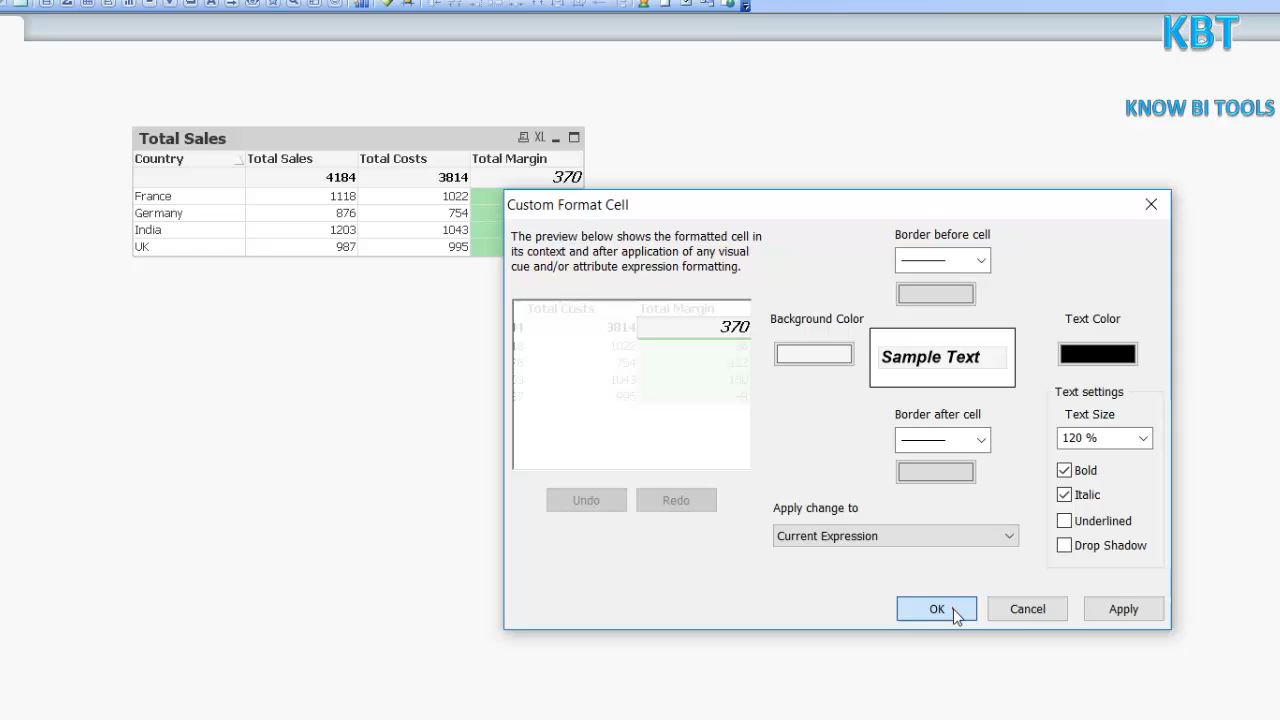 KBT
KNOW BI TOOLS
Total Sales XL
Country Total Sales Total Costs Total Margin
4184 3814 370
France 1118 1022
Germany 876 754
India 1203 1043
UK 987 995
Custom Format Cell
The preview below shows the formatted cell in
its context and after application of any visual
cue and/or attribute expression formatting.
Total Costs Total Margin
3814 370
1022
754
1043
995
Undo Redo
Border before cell
Background Color
Sample Text
Text Color
Border after cell
Text settings
Text Size
120 %
Bold
Italic
Underlined
Drop Shadow
Apply change to
Current Expression
OK Cancel Apply